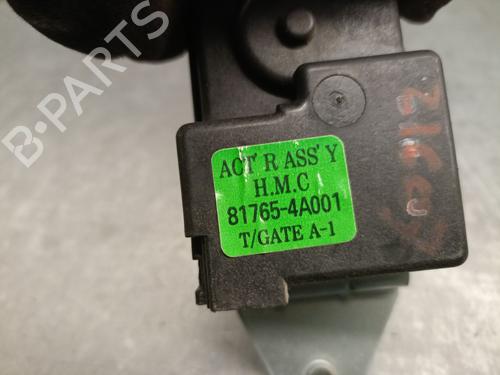 B-PARTS
ACT' R ASS' Y
H.M.C
81765-4A001
T/GATE A-1